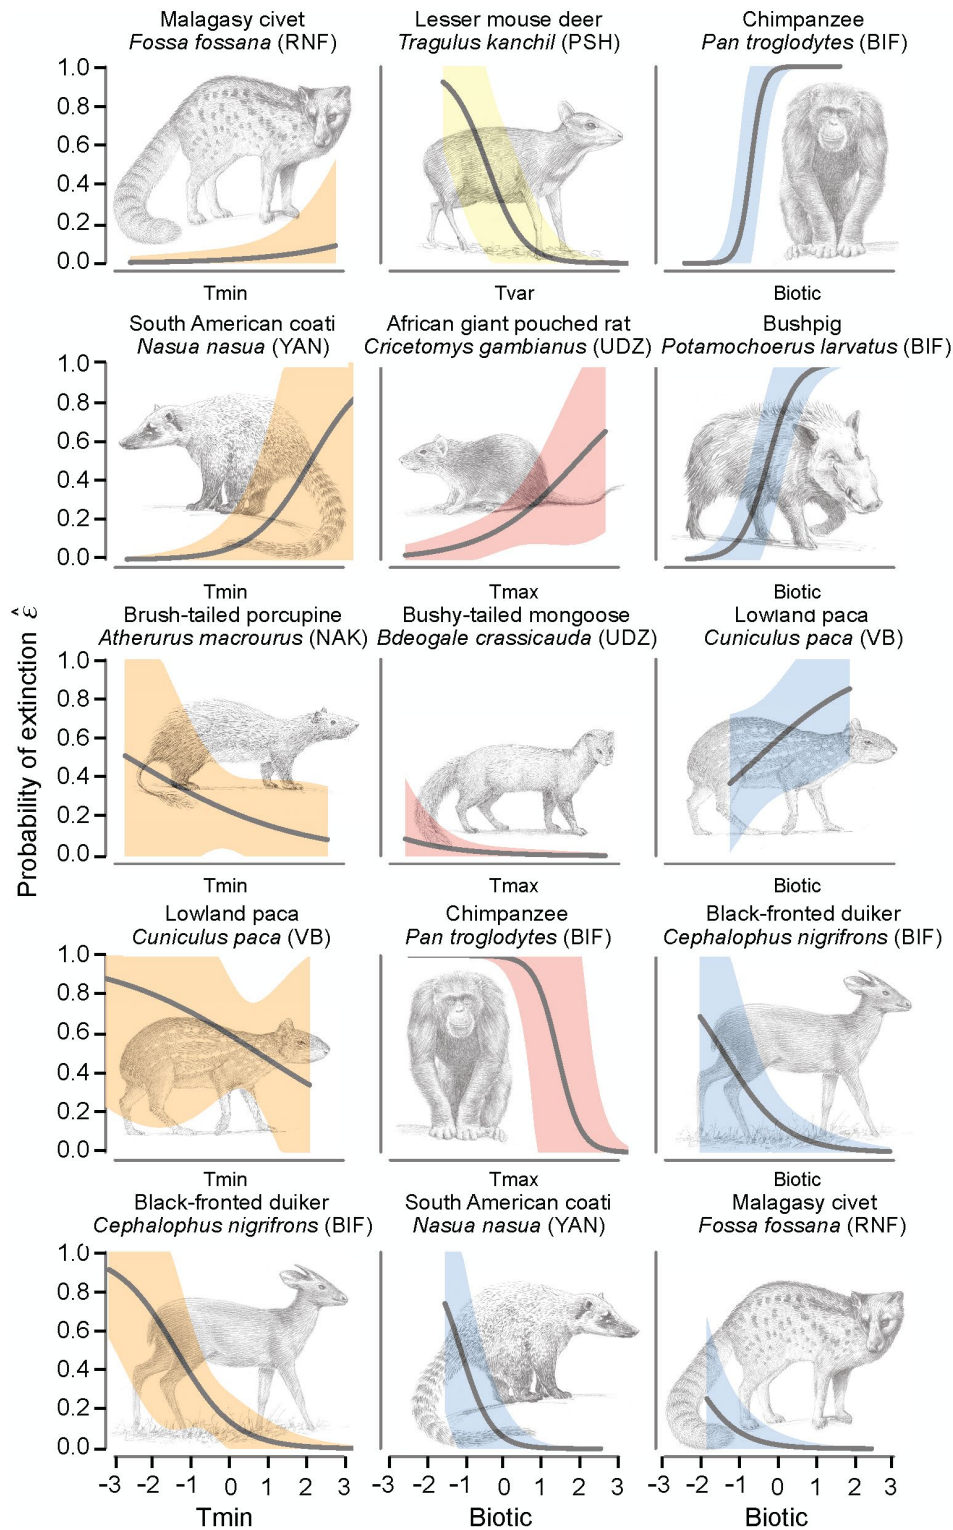 Malagasy civet
Fossa fossana (RNF)
Lesser mouse deer
Tragulus kanchil (PSH)
Chimpanzee
Pan troglodytes (BIF)
1.0
0.8
0.6
0.4
0.2
0.0
Tmin
Tvar
Biotic
South American coati
Nasua nasua (YAN)
African giant pouched rat
Cricetomys gambianus (UDZ)
Bushpig
Potamochoerus larvatus (BIF)
1.0
0.8
0.6
0.4
0.2
0.0
Tmin
Tmax
Biotic
Probability of extinction ε̂
Brush-tailed porcupine
Atherurus macrourus (NAK)
Bushy-tailed mongoose
Bdeogale crassicauda (UDZ)
Lowland paca
Cuniculus paca (VB)
1.0
0.8
0.6
0.4
0.2
0.0
Tmin
Tmax
Biotic
Lowland paca
Cuniculus paca (VB)
Chimpanzee
Pan troglodytes (BIF)
Black-fronted duiker
Cephalophus nigrifrons (BIF)
1.0
0.8
0.6
0.4
0.2
0.0
Tmin
Tmax
Biotic
Black-fronted duiker
Cephalophus nigrifrons (BIF)
South American coati
Nasua nasua (YAN)
Malagasy civet
Fossa fossana (RNF)
1.0
0.8
0.6
0.4
0.2
0.0
-3 -2 -1 0 1 2 3
-3 -2 -1 0 1 2 3
-3 -2 -1 0 1 2 3
Tmin
Biotic
Biotic